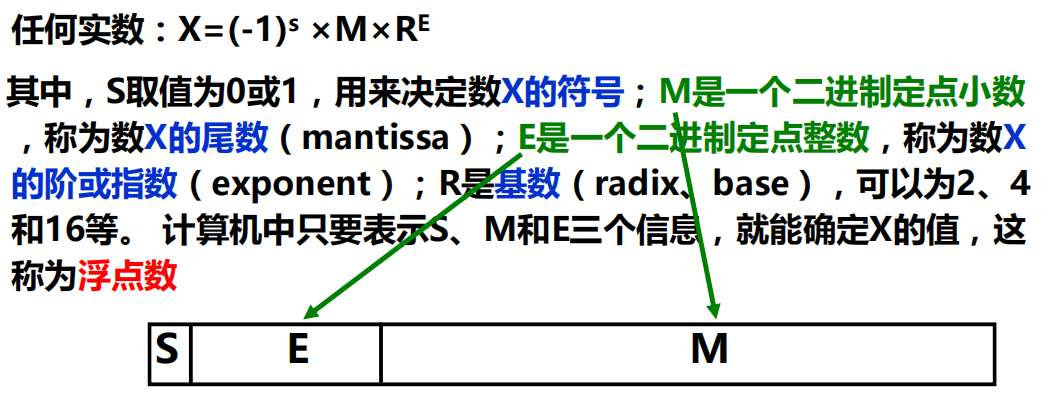 任何实数：X=(-1)ˢ ×M×Rᴱ
其中，S取值为0或1，用来决定数X的符号；M是一个二进制定点小数
，称为数X的尾数（mantissa）；E是一个二进制定点整数，称为数X
的阶或指数（exponent）；R是基数（radix、base），可以为2、4
和16等。 计算机中只要表示S、M和E三个信息，就能确定X的值，这
称为浮点数
S E M